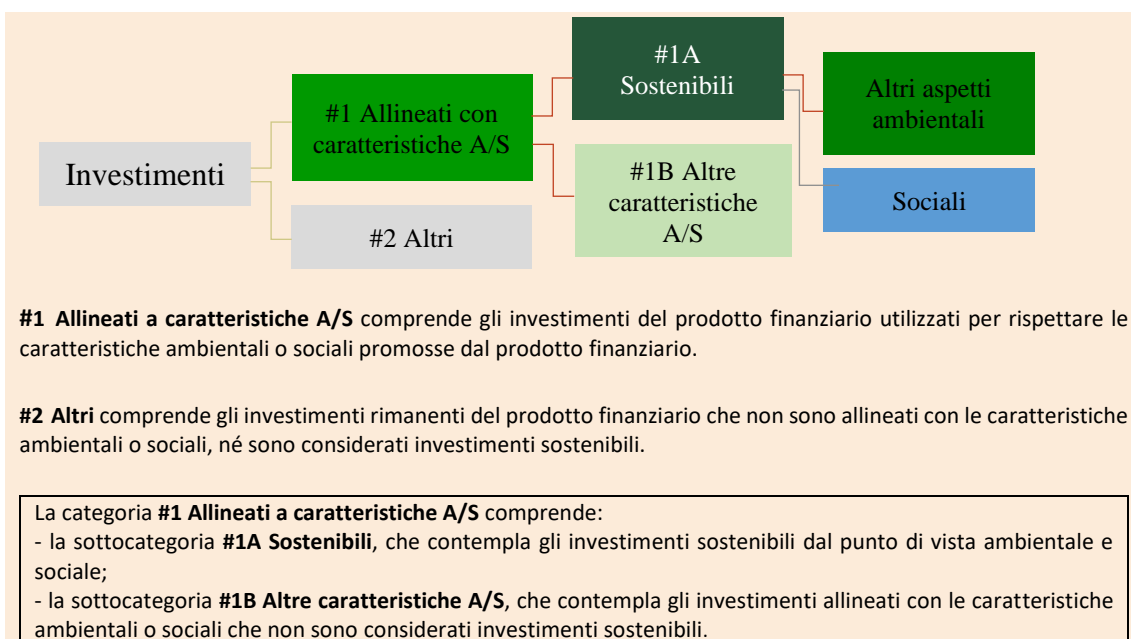 #1A
Sostenibili
Altri aspetti
ambientali
#1 Allineati con
caratteristiche A/S
Investimenti
#1B Altre
caratteristiche
A/S
Sociali
#2 Altri
#1 Allineati a caratteristiche A/S comprende gli investimenti del prodotto finanziario utilizzati per rispettare le
caratteristiche ambientali o sociali promosse dal prodotto finanziario.
#2 Altri comprende gli investimenti rimanenti del prodotto finanziario che non sono allineati con le caratteristiche
ambientali o sociali, né sono considerati investimenti sostenibili.
La categoria #1 Allineati a caratteristiche A/S comprende:
- la sottocategoria #1A Sostenibili, che contempla gli investimenti sostenibili dal punto di vista ambientale e
sociale;
- la sottocategoria #1B Altre caratteristiche A/S, che contempla gli investimenti allineati con le caratteristiche
ambientali o sociali che non sono considerati investimenti sostenibili.